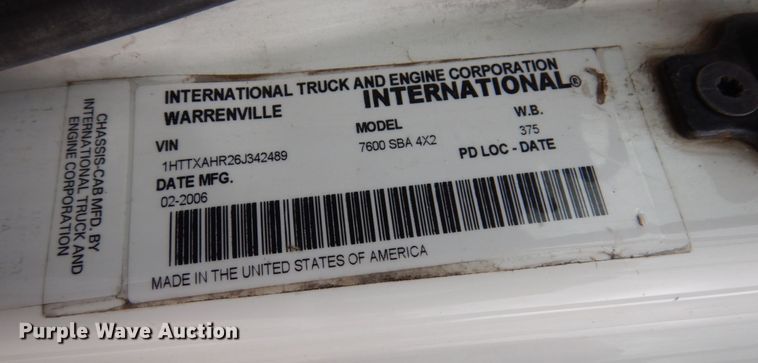 INTERNATIONAL TRUCK AND ENGINE CORPORATION
WARRENVILLE INTERNATIONAL®
VIN
1HTTXAHR26J342489
MODEL
7600 SBA 4X2
W.B.
375
DATE MFG.
02-2006
PD LOC - DATE
MADE IN THE UNITED STATES OF AMERICA
CHASSIS-CAB MFD. BY
INTERNATIONAL TRUCK AND
ENGINE CORPORATION
Purple Wave Auction